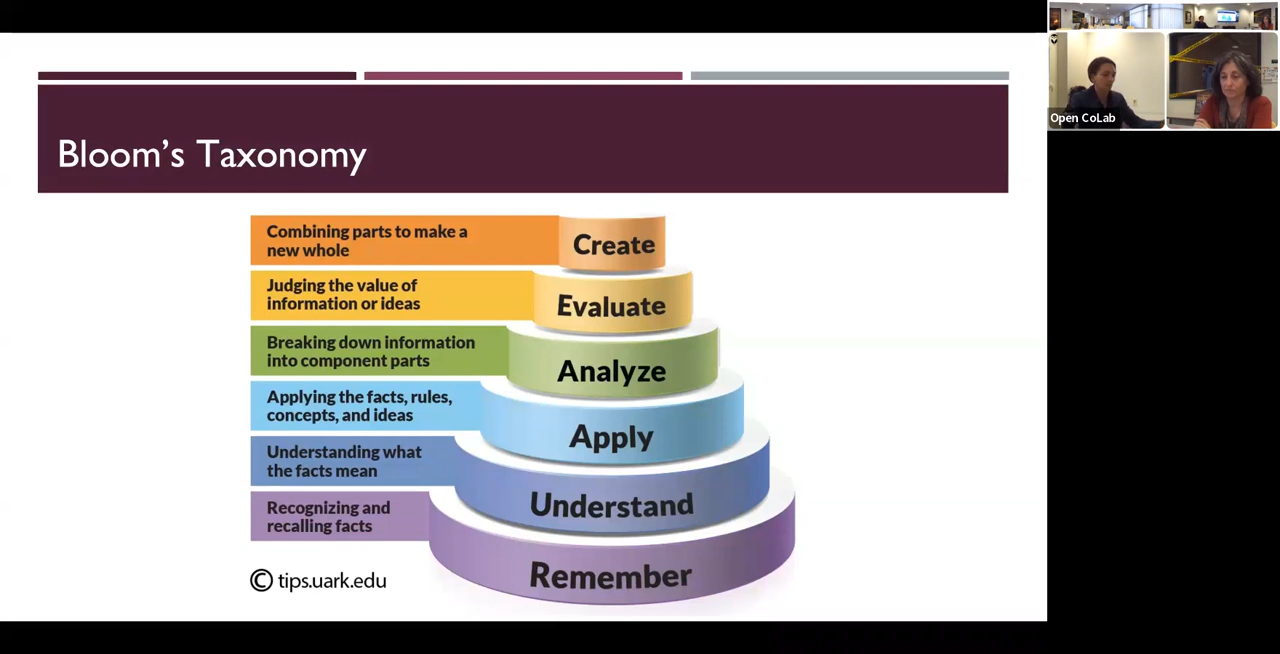 Bloom’s Taxonomy
Combining parts to make a
new whole
Create
Judging the value of
information or ideas
Evaluate
Breaking down information
into component parts
Analyze
Applying the facts, rules,
concepts, and ideas
Apply
Understanding what
the facts mean
Understand
Recognizing and
recalling facts
Remember
© tips.uark.edu
Open CoLab